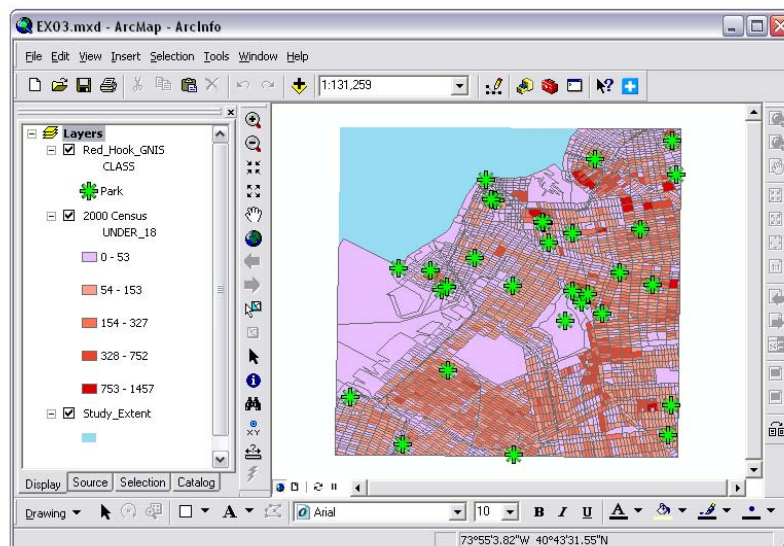 EX03.mxd - ArcMap - ArcInfo
File Edit View Insert Selection Tools Window Help
1:131,259
Layers
Red_Hook_GNIS
CLASS
Park
2000 Census
UNDER_18
0 - 53
54 - 153
154 - 327
328 - 752
753 - 1457
Study_Extent
Display Source Selection Catalog
Drawing Arial 10 B I U A
73°55'3.82"W 40°43'31.55"N